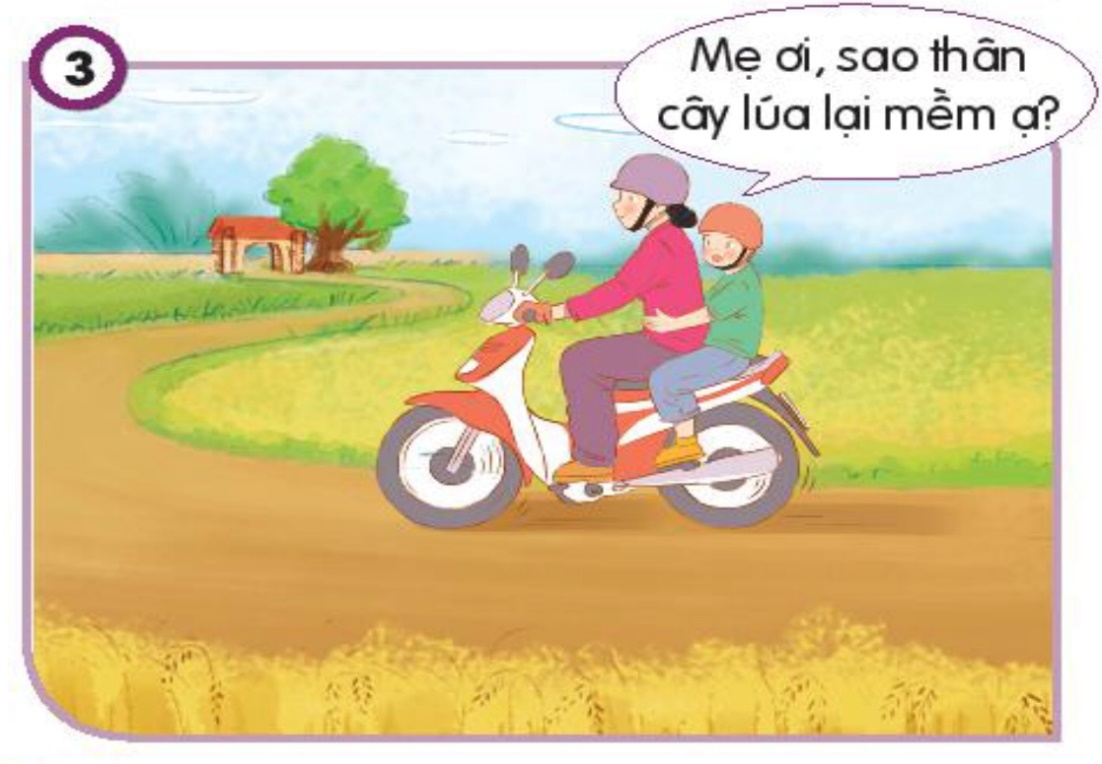 3
Mẹ ơi, sao thân
cây lúa lại mềm ạ?